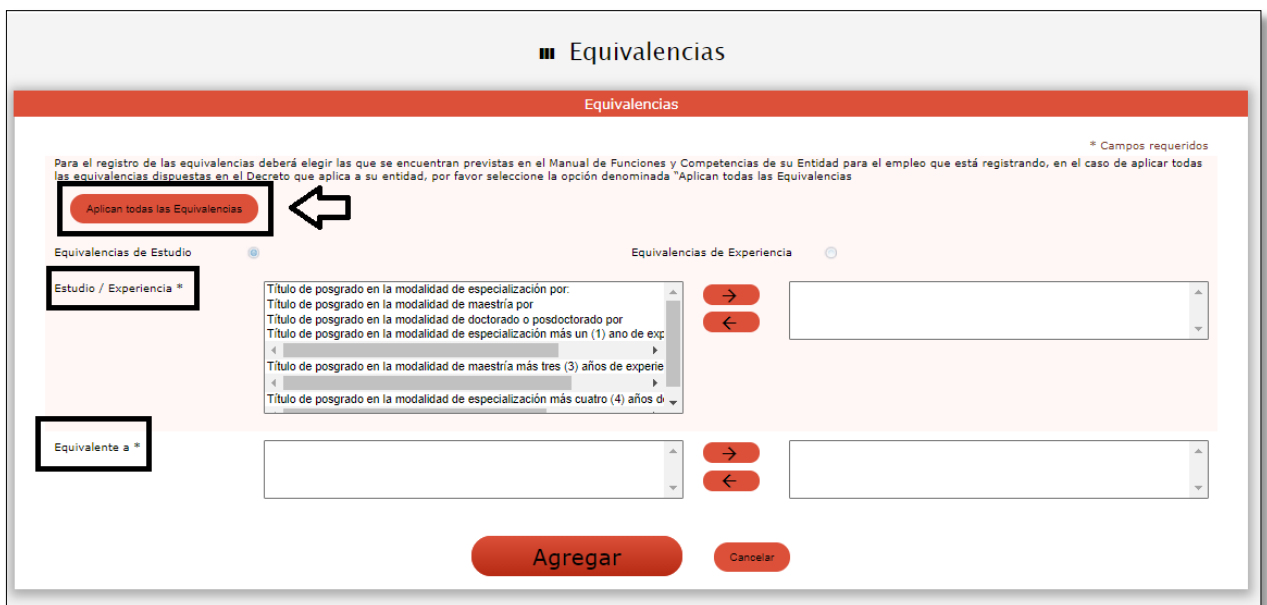 Equivalencias
Equivalencias
* Campos requeridos
Para el registro de las equivalencias deberá elegir las que se encuentran previstas en el Manual de Funciones y Competencias de su Entidad para el empleo que está registrando, en el caso de aplicar todas
las equivalencias dispuestas en el Decreto que aplica a su entidad, por favor seleccione la opción denominada "Aplican todas las Equivalencias
Aplican todas las Equivalencias
Equivalencias de Estudio
Equivalencias de Experiencia
Estudio / Experiencia *
Título de posgrado en la modalidad de especialización por:
Título de posgrado en la modalidad de maestría por
Título de posgrado en la modalidad de doctorado o posdoctorado por
Título de posgrado en la modalidad de especialización más un (1) ano de exp
Título de posgrado en la modalidad de maestría más tres (3) años de experie
Título de posgrado en la modalidad de especialización más cuatro (4) años d
Equivalente a *
Agregar
Cancelar